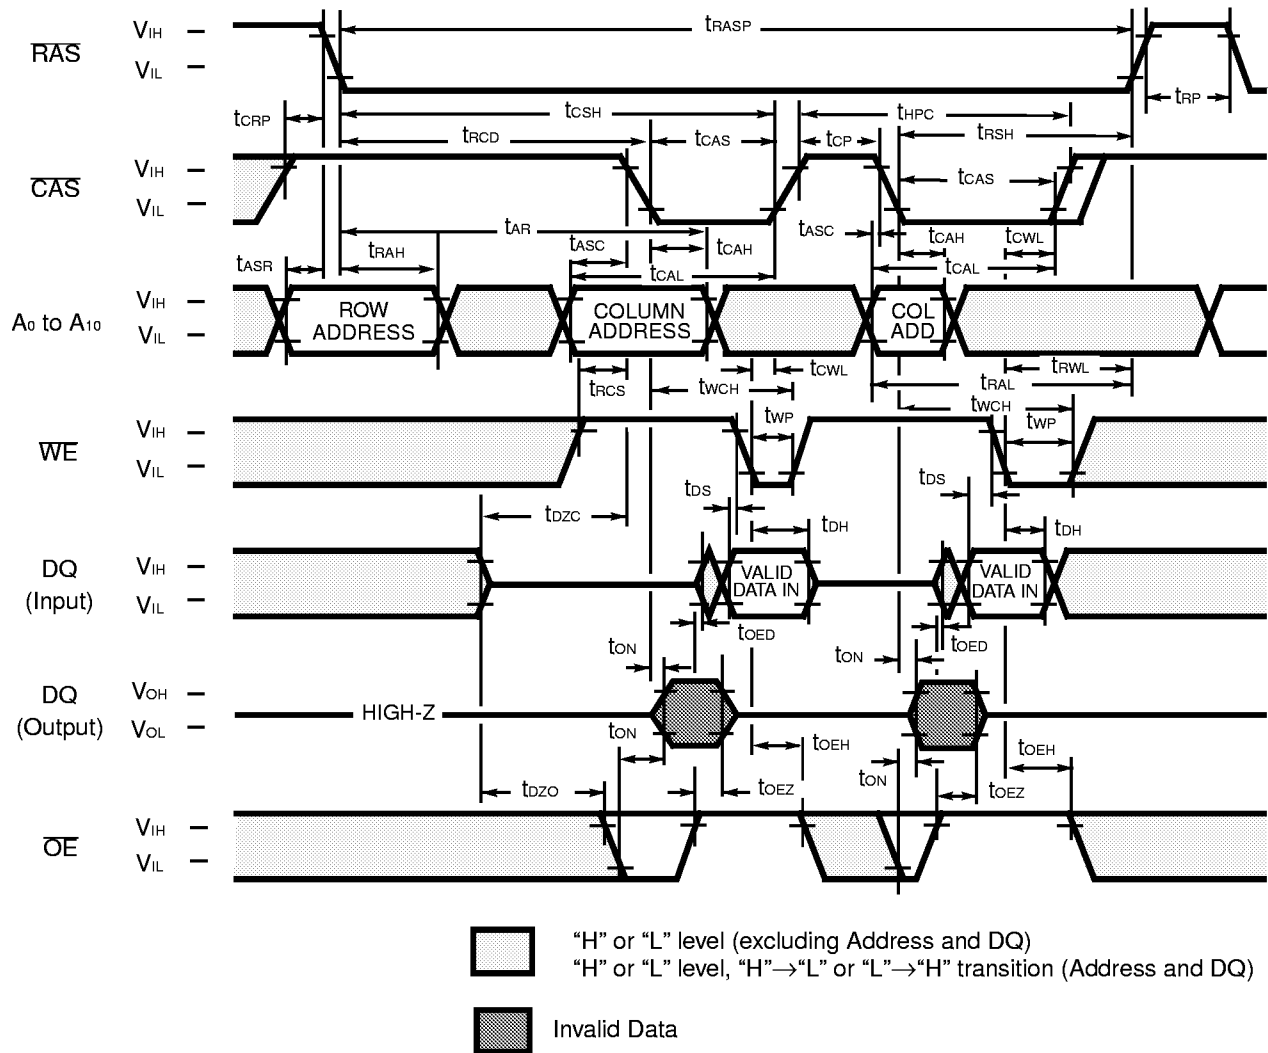 VIH
tRASP
RAS
VIL
tRP
tCRP
tCSH
tHPC
tRCD
tCAS
tCP
tRSH
VIH
CAS
VIL
tCAS
tAR
tASC
tCAH
tASC
tCAH
tCWL
tASR
tRAH
tCAL
tCAL
VIH
A0 to A10
VIL
ROW
ADDRESS
COLUMN
ADDRESS
COL
ADD
tRCS
tWCH
tCWL
tRAL
tRWL
tWCH
tWP
tWP
VIH
WE
VIL
tDS
tDS
tDZC
tDH
tDH
DQ
(Input)
VIH
VIL
VALID
DATA IN
VALID
DATA IN
tON
tOED
tON
tOED
DQ
(Output)
VOH
VOL
HIGH-Z
tON
tOEH
tON
tOEH
tDZO
tOEZ
tOEZ
VIH
OE
VIL
“H” or “L” level (excluding Address and DQ)
“H” or “L” level, “H”→“L” or “L”→“H” transition (Address and DQ)
Invalid Data